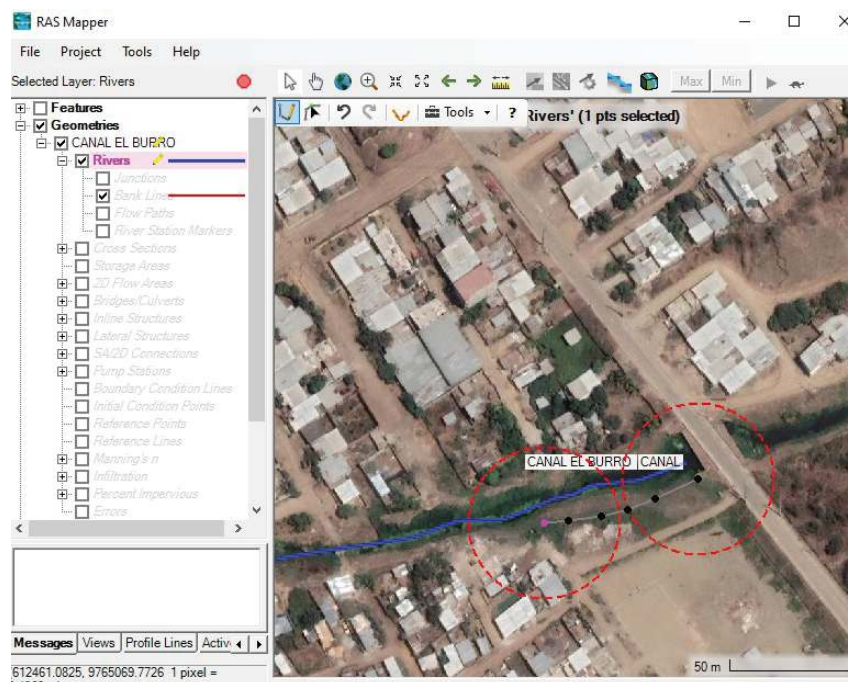 RAS Mapper
File Project Tools Help
Selected Layer: Rivers
Max Min
Tools ? Rivers' (1 pts selected)
Features
Geometries
CANAL EL BURRO
Rivers
Junctions
Bank Lines
Flow Paths
River Station Markers
Cross Sections
Storage Areas
2D Flow Areas
Bridges/Culverts
Inline Structures
Lateral Structures
SA/2D Connections
Pump Stations
Boundary Condition Lines
Initial Condition Points
Reference Points
Reference Lines
Manning's n
Infiltration
Percent Impervious
Errors
CANAL EL BURRO CANAL
Messages Views Profile Lines Activ
50 m
612461.0825, 9765069.7726 1 pixel =